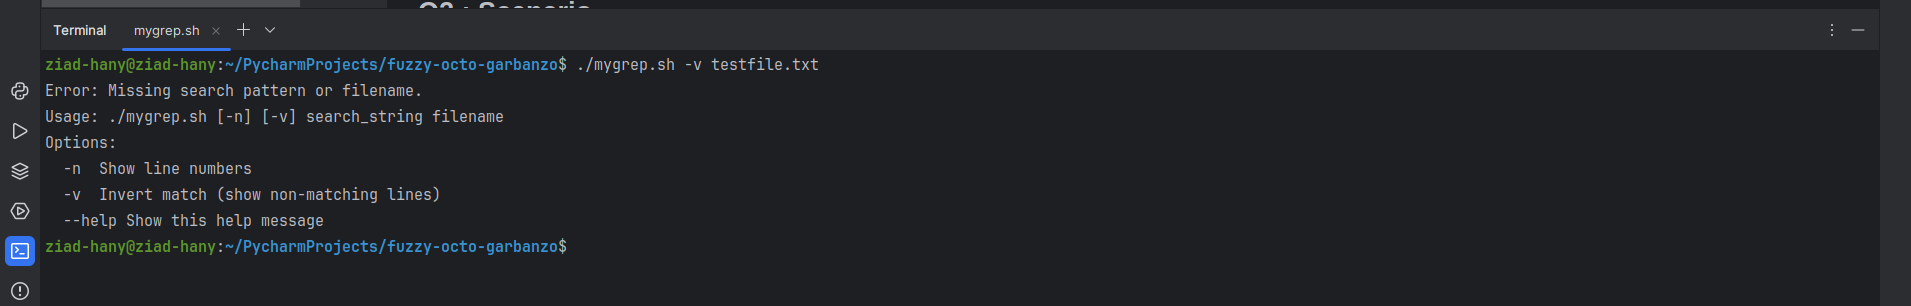 Terminal
mygrep.sh
ziad-hany@ziad-hany:~/PycharmProjects/fuzzy-octo-garbanzo$ ./mygrep.sh -v testfile.txt
Error: Missing search pattern or filename.
Usage: ./mygrep.sh [-n] [-v] search_string filename
Options:
  -n  Show line numbers
  -v  Invert match (show non-matching lines)
  --help Show this help message
ziad-hany@ziad-hany:~/PycharmProjects/fuzzy-octo-garbanzo$